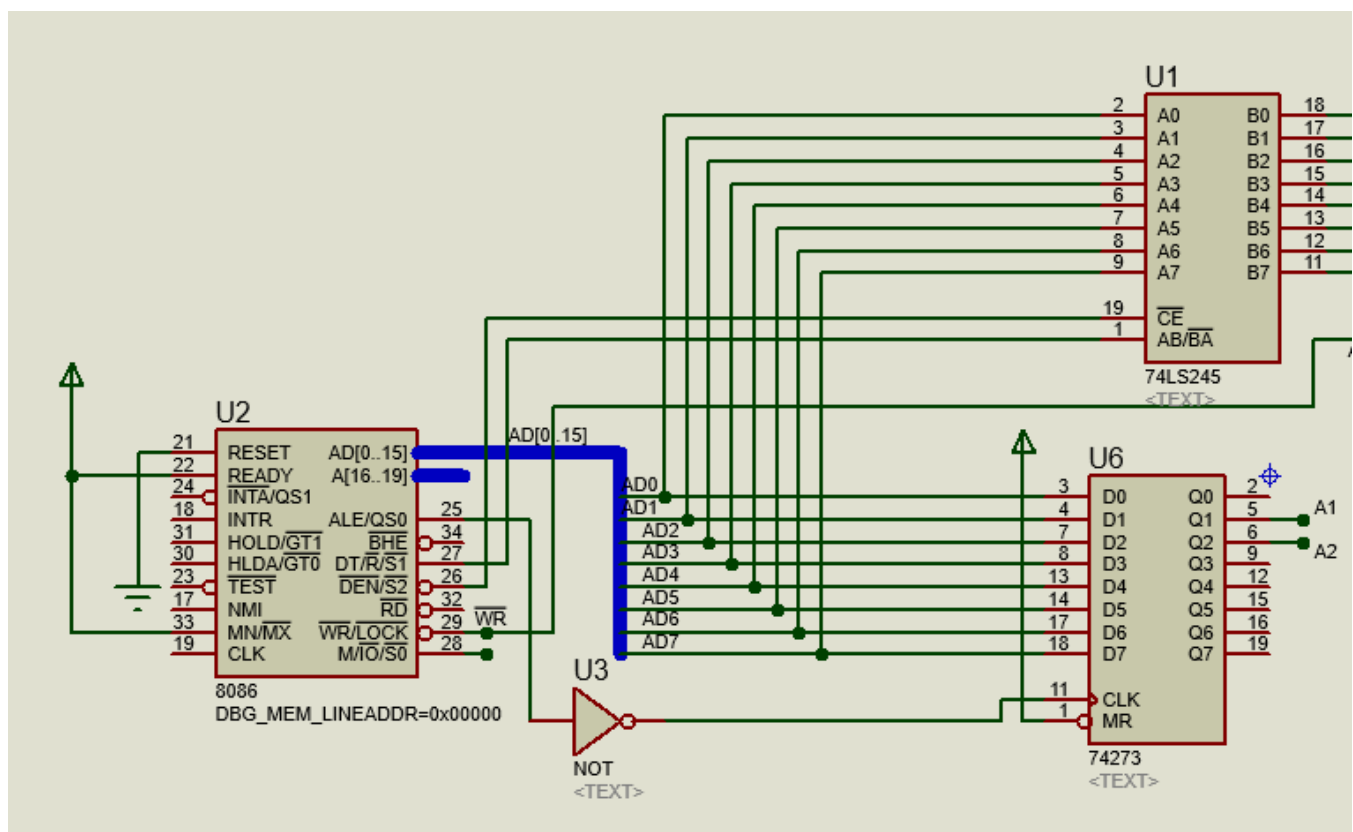 U1
2 A0 B0 18
3 A1 B1 17
4 A2 B2 16
5 A3 B3 15
6 A4 B4 14
7 A5 B5 13
8 A6 B6 12
9 A7 B7 11
19 CE
1 AB/BA
74LS245
<TEXT>
U2
21 RESET AD[0..15]
22 READY A[16..19]
24 INTA/QS1
18 INTR ALE/QS0 25
31 HOLD/GT1 BHE 34
30 HLDA/GT0 DT/R/S1 27
23 TEST DEN/S2 26
17 NMI RD 32
33 MN/MX WR/LOCK 29
19 CLK M/IO/S0 28
8086
DBG_MEM_LINEADDR=0x00000
AD[0..15]
WR
AD0
AD1
AD2
AD3
AD4
AD5
AD6
AD7
U3
NOT
<TEXT>
U6
3 D0 Q0 2
4 D1 Q1 5 A1
7 D2 Q2 6 A2
8 D3 Q3 9
13 D4 Q4 12
14 D5 Q5 15
17 D6 Q6 16
18 D7 Q7 19
11 CLK
1 MR
74273
<TEXT>